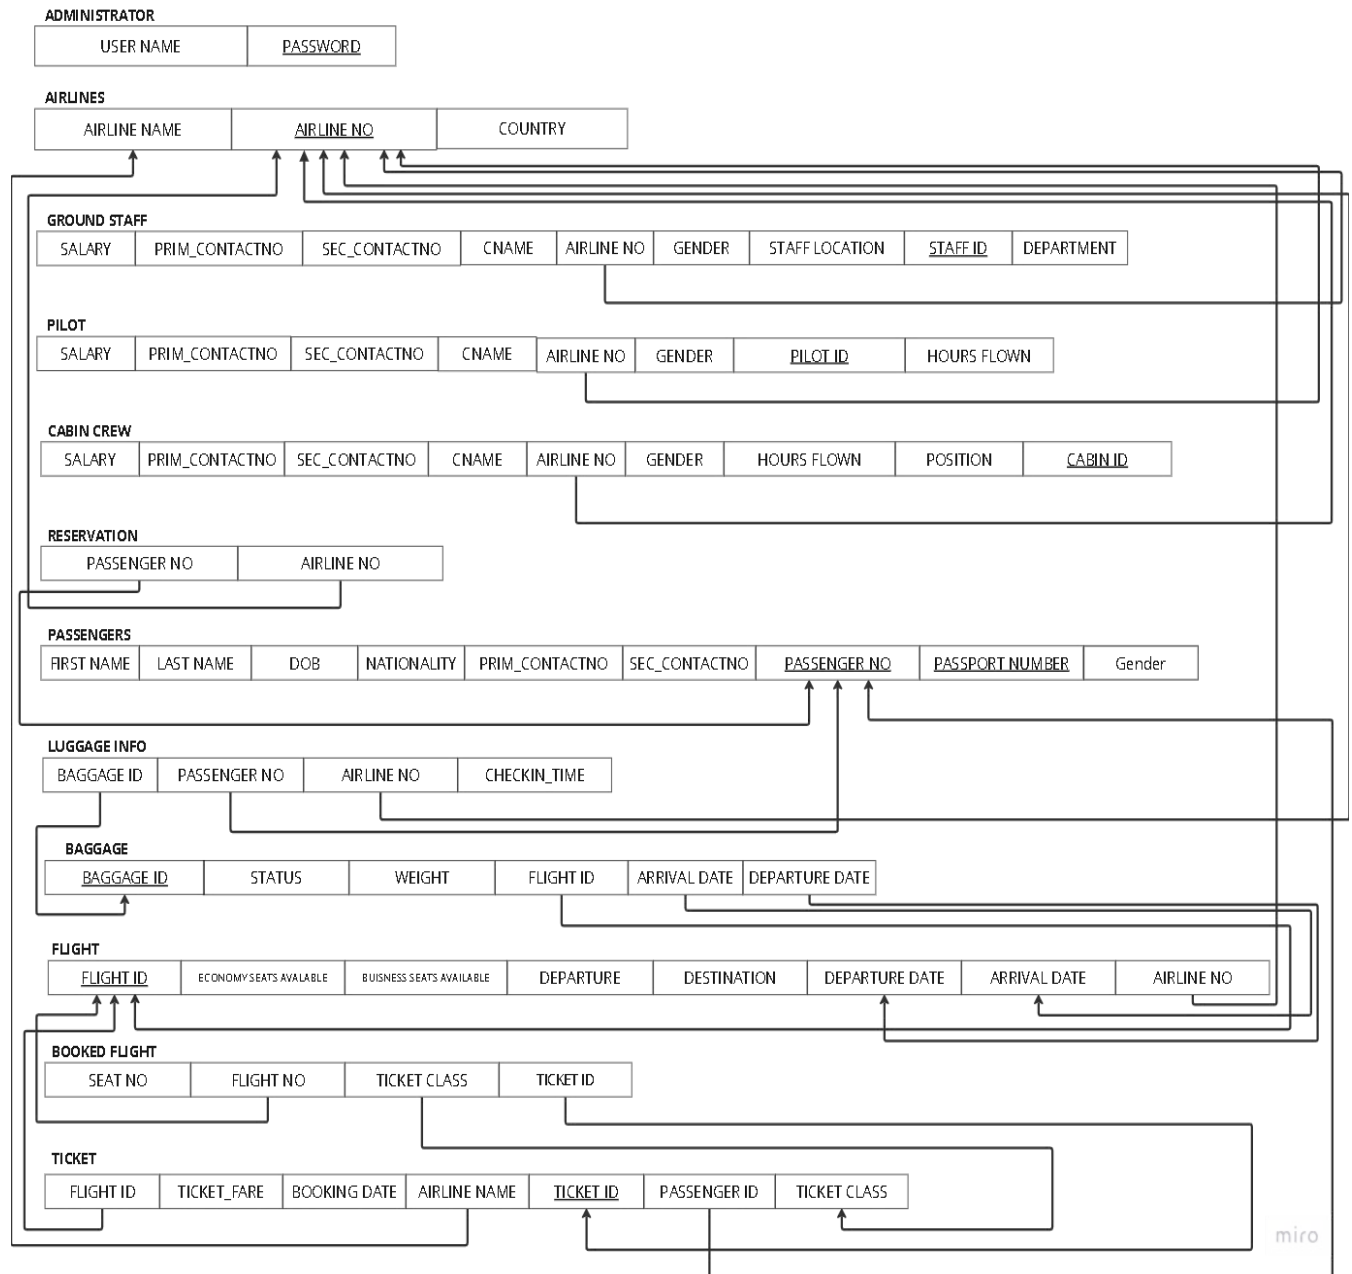 ADMINISTRATOR
USER NAME PASSWORD
AIRLINES
AIRLINE NAME AIRLINE NO COUNTRY
GROUND STAFF
SALARY PRIM_CONTACTNO SEC_CONTACTNO CNAME AIRLINE NO GENDER STAFF LOCATION STAFF ID DEPARTMENT
PILOT
SALARY PRIM_CONTACTNO SEC_CONTACTNO CNAME AIRLINE NO GENDER PILOT ID HOURS FLOWN
CABIN CREW
SALARY PRIM_CONTACTNO SEC_CONTACTNO CNAME AIRLINE NO GENDER HOURS FLOWN POSITION CABIN ID
RESERVATION
PASSENGER NO AIRLINE NO
PASSENGERS
FIRST NAME LAST NAME DOB NATIONALITY PRIM_CONTACTNO SEC_CONTACTNO PASSENGER NO PASSPORT NUMBER Gender
LUGGAGE INFO
BAGGAGE ID PASSENGER NO AIRLINE NO CHECKIN_TIME
BAGGAGE
BAGGAGE ID STATUS WEIGHT FLIGHT ID ARRIVAL DATE DEPARTURE DATE
FLIGHT
FLIGHT ID ECONOMY SEATS AVALABLE BUISNESS SEATS AVAILABLE DEPARTURE DESTINATION DEPARTURE DATE ARRIVAL DATE AIRLINE NO
BOOKED FLIGHT
SEAT NO FLIGHT NO TICKET CLASS TICKET ID
TICKET
FLIGHT ID TICKET_FARE BOOKING DATE AIRLINE NAME TICKET ID PASSENGER ID TICKET CLASS
miro